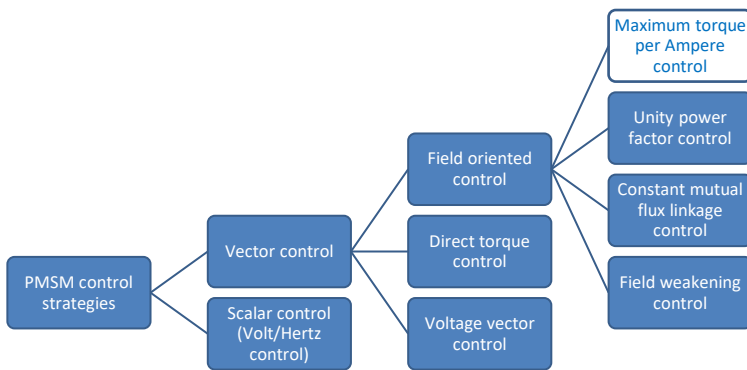 PMSM control
strategies
Vector control
Scalar control
(Volt/Hertz
control)
Field oriented
control
Direct torque
control
Voltage vector
control
Maximum torque
per Ampere
control
Unity power
factor control
Constant mutual
flux linkage
control
Field weakening
control